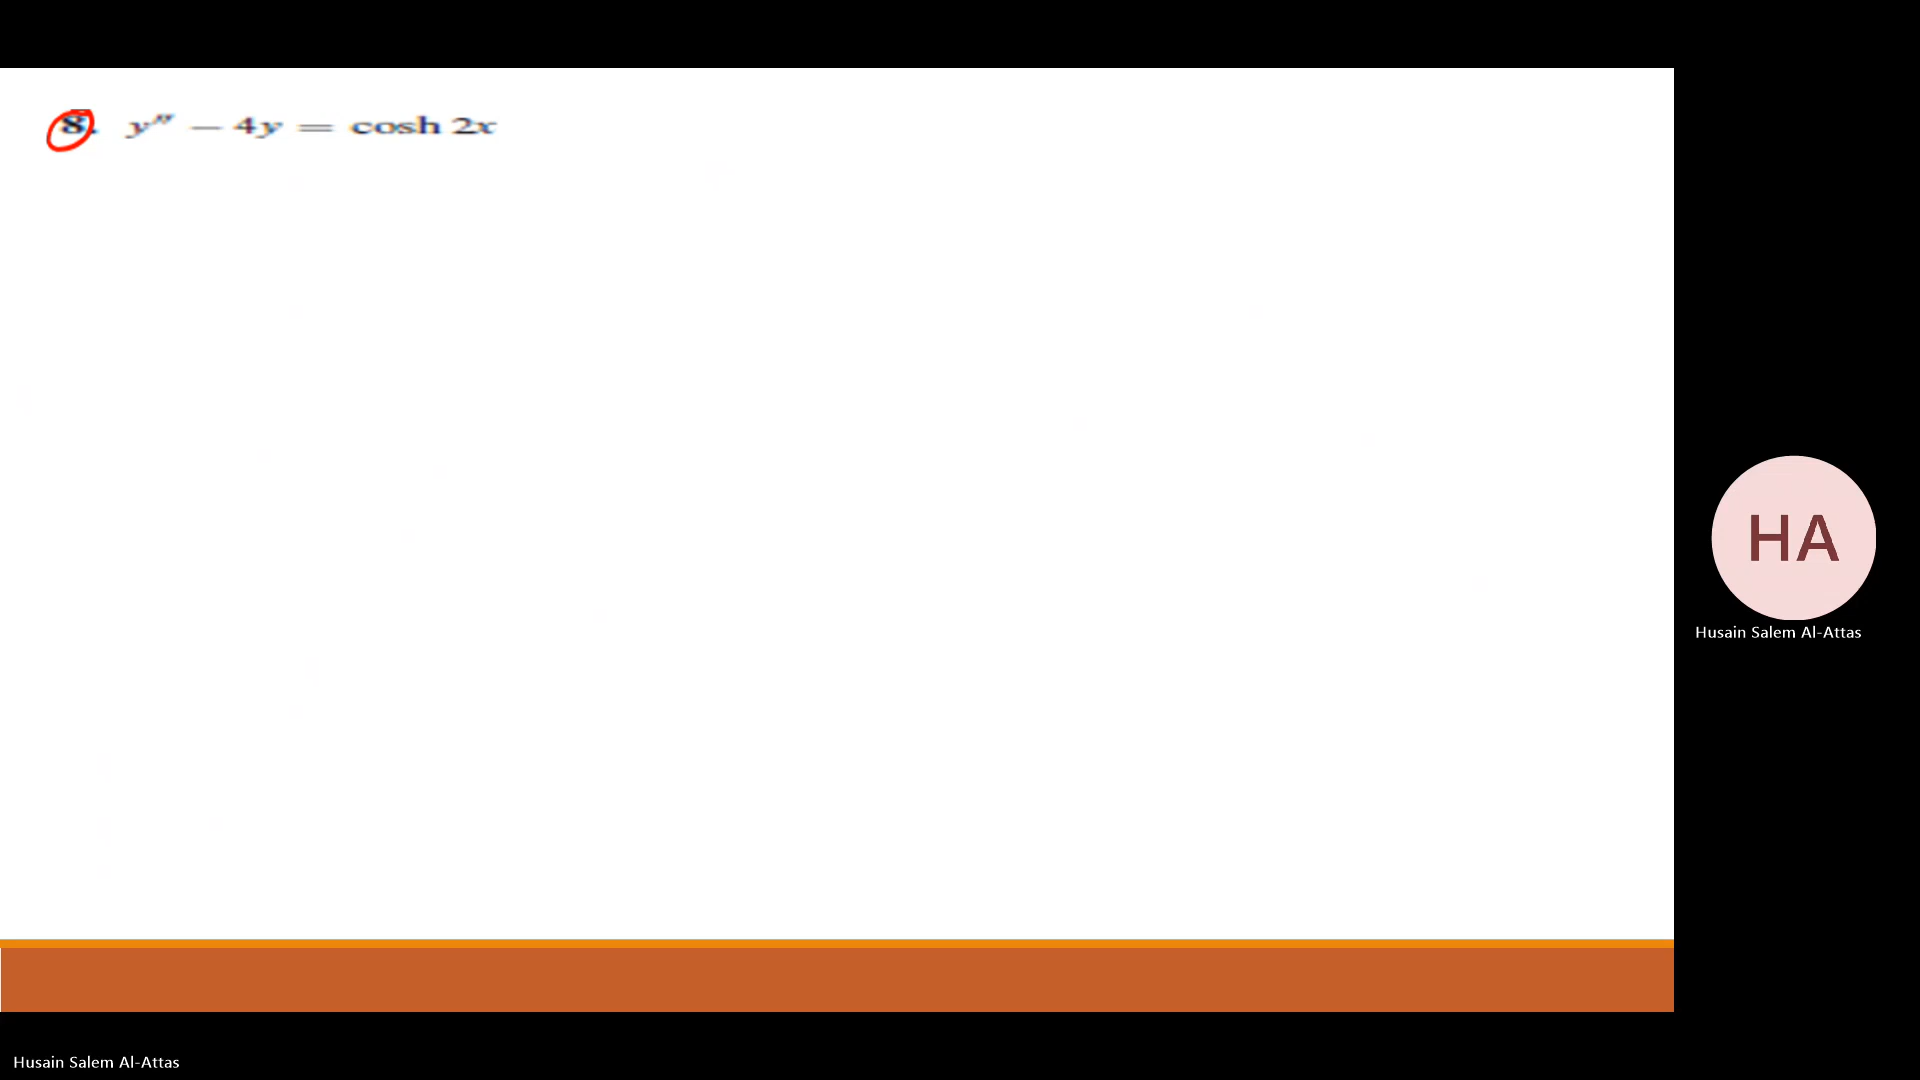 8. y″ − 4y = cosh 2x
HA
Husain Salem Al-Attas
Husain Salem Al-Attas